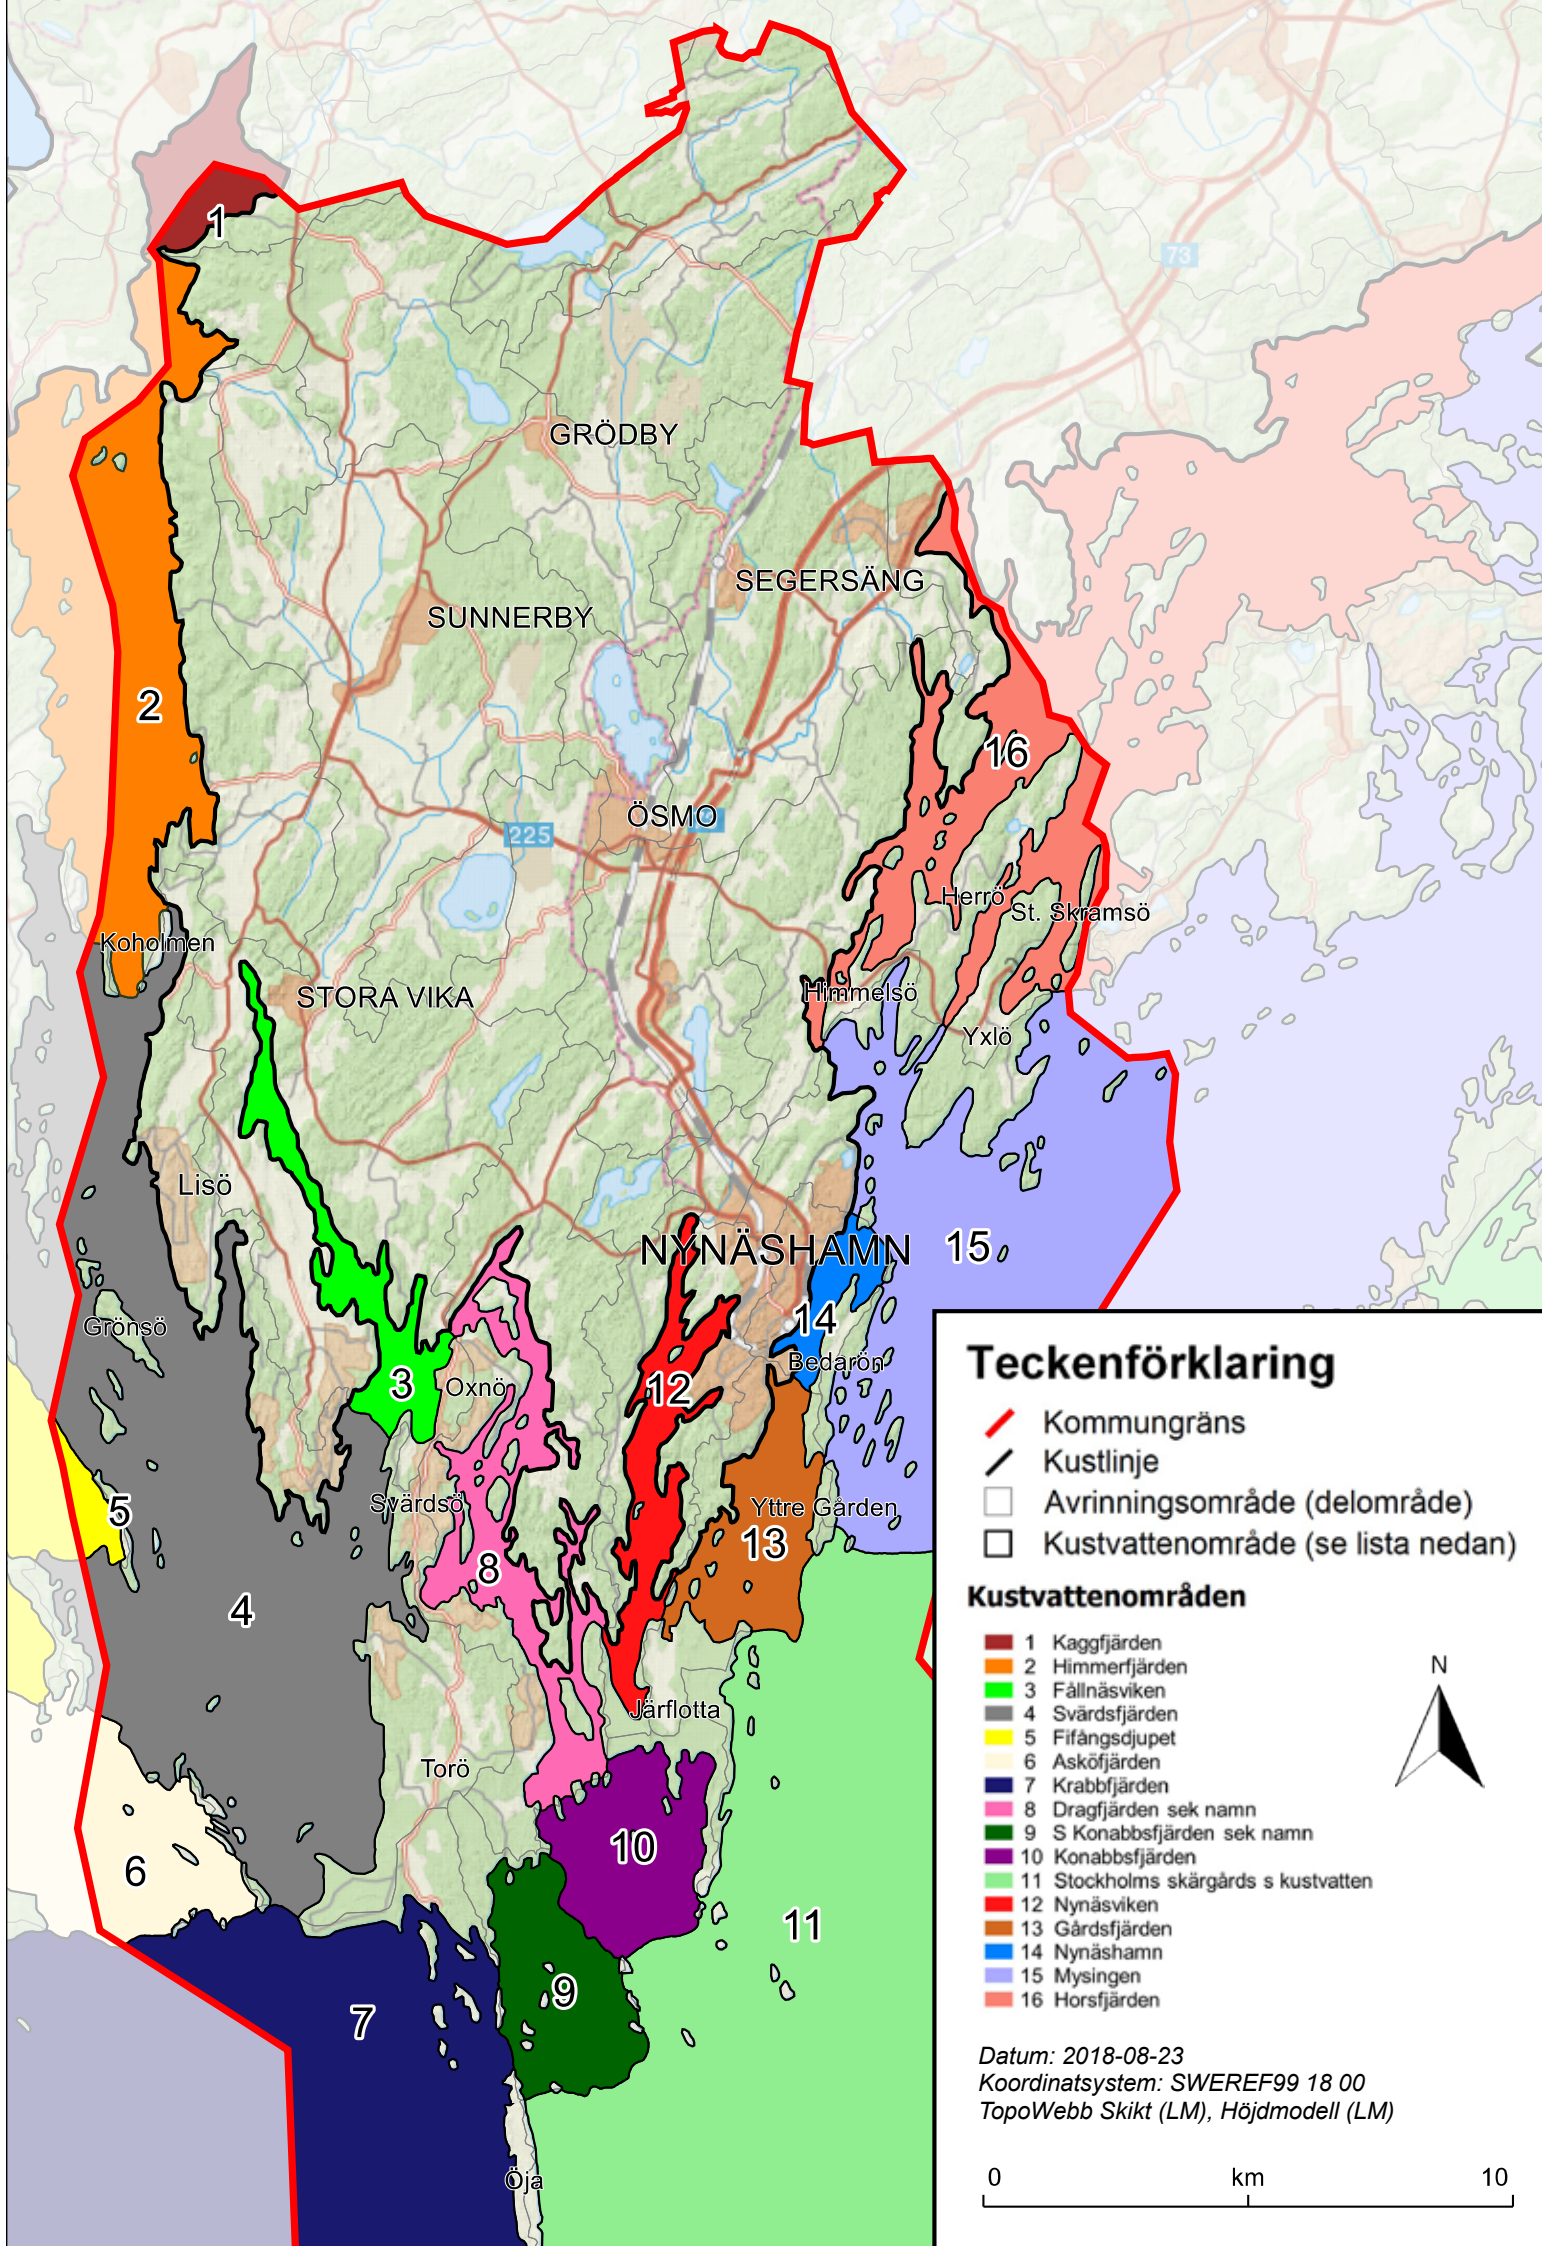 1
73
GRÖDBY
SEGERSÄNG
SUNNERBY
2
16
ÖSMO
225
Herrö
St. Skramsö
Koholmen
Himmelsö
STORA VIKA
Yxlö
Lisö
NYNÄSHAMN
15
14
Grönsö
Bedarön
3
Oxnö
12
Svärdsö
Yttre Gården
5
13
8
4
Järflotta
Torö
10
6
11
9
7
Öja
Teckenförklaring
Kommungräns
Kustlinje
Avrinningsområde (delområde)
Kustvattenområde (se lista nedan)
Kustvattenområden
1 Kaggfjärden
2 Himmerfjärden
3 Fållnäsviken
4 Svärdsfjärden
5 Fifångsdjupet
6 Asköfjärden
7 Krabbfjärden
8 Dragfjärden sek namn
9 S Konabbsfjärden sek namn
10 Konabbsfjärden
11 Stockholms skärgårds s kustvatten
12 Nynäsviken
13 Gårdsfjärden
14 Nynäshamn
15 Mysingen
16 Horsfjärden
N
Datum: 2018-08-23
Koordinatsystem: SWEREF99 18 00
TopoWebb Skikt (LM), Höjdmodell (LM)
0 km 10